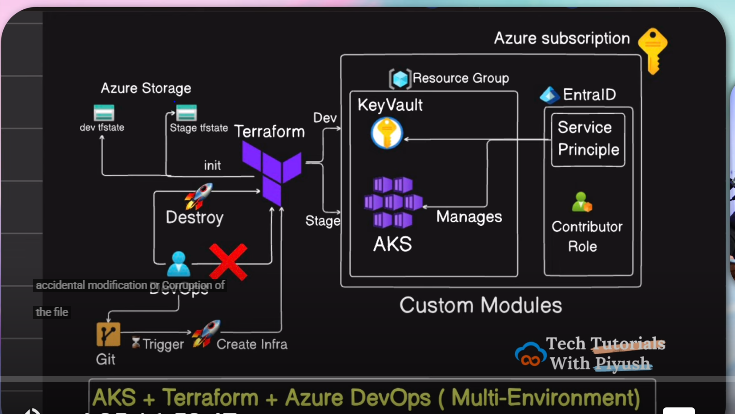 Azure subscription
Azure Storage
Resource Group
KeyVault
EntraID
dev tfstate
Stage tfstate
Terraform
Dev
Service
Principle
init
Destroy
Stage
AKS
Manages
Contributor
Role
accidental modification or Corruption of
DevOps
the file
Custom Modules
Git
Trigger
Create Infra
Tech Tutorials
With Piyush
AKS + Terraform + Azure DevOps ( Multi-Environment)